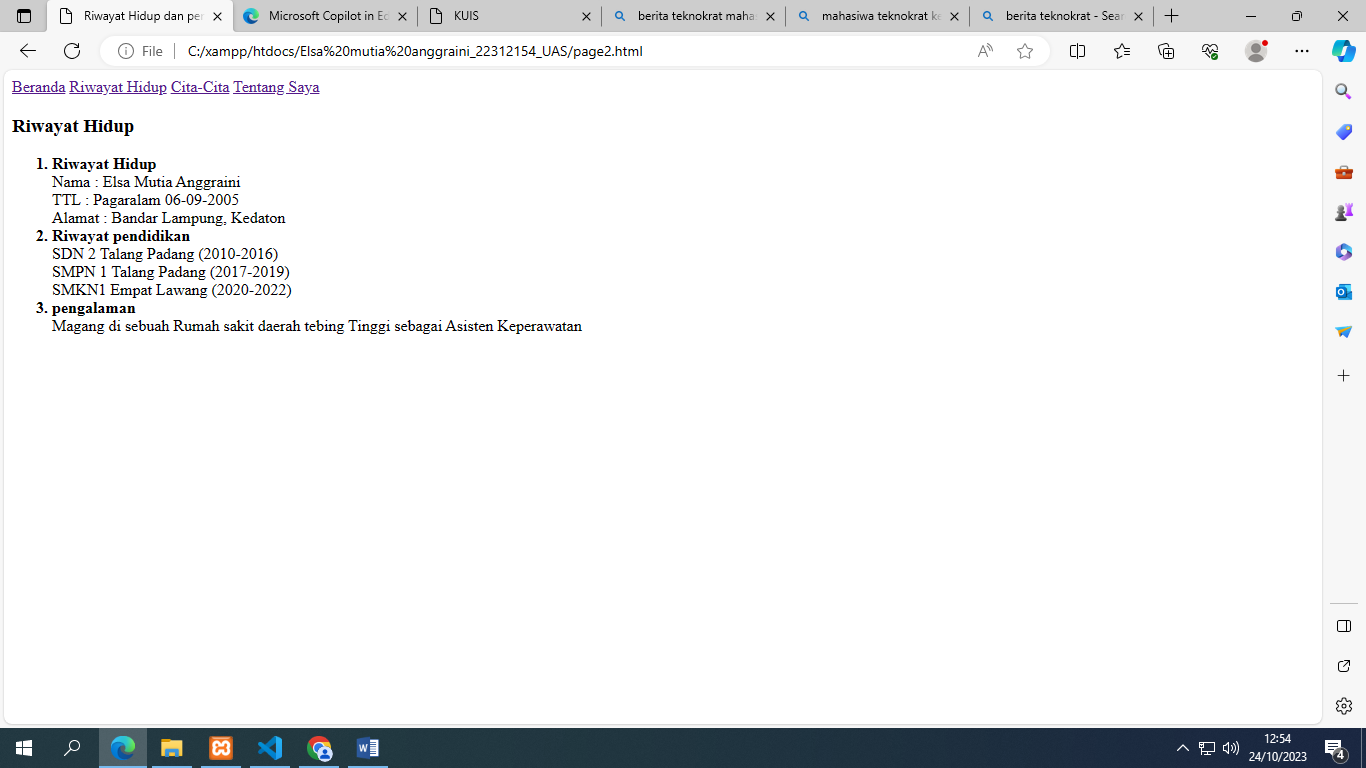 Riwayat Hidup dan per
Microsoft Copilot in Ed
KUIS
berita teknokrat maha
mahasiwa teknokrat ke
berita teknokrat - Sear
File
C:/xampp/htdocs/Elsa%20mutia%20anggraini_22312154_UAS/page2.html
Beranda Riwayat Hidup Cita-Cita Tentang Saya
Riwayat Hidup
1. Riwayat Hidup
Nama : Elsa Mutia Anggraini
TTL : Pagaralam 06-09-2005
Alamat : Bandar Lampung, Kedaton
2. Riwayat pendidikan
SDN 2 Talang Padang (2010-2016)
SMPN 1 Talang Padang (2017-2019)
SMKN1 Empat Lawang (2020-2022)
3. pengalaman
Magang di sebuah Rumah sakit daerah tebing Tinggi sebagai Asisten Keperawatan
12:54
24/10/2023
4